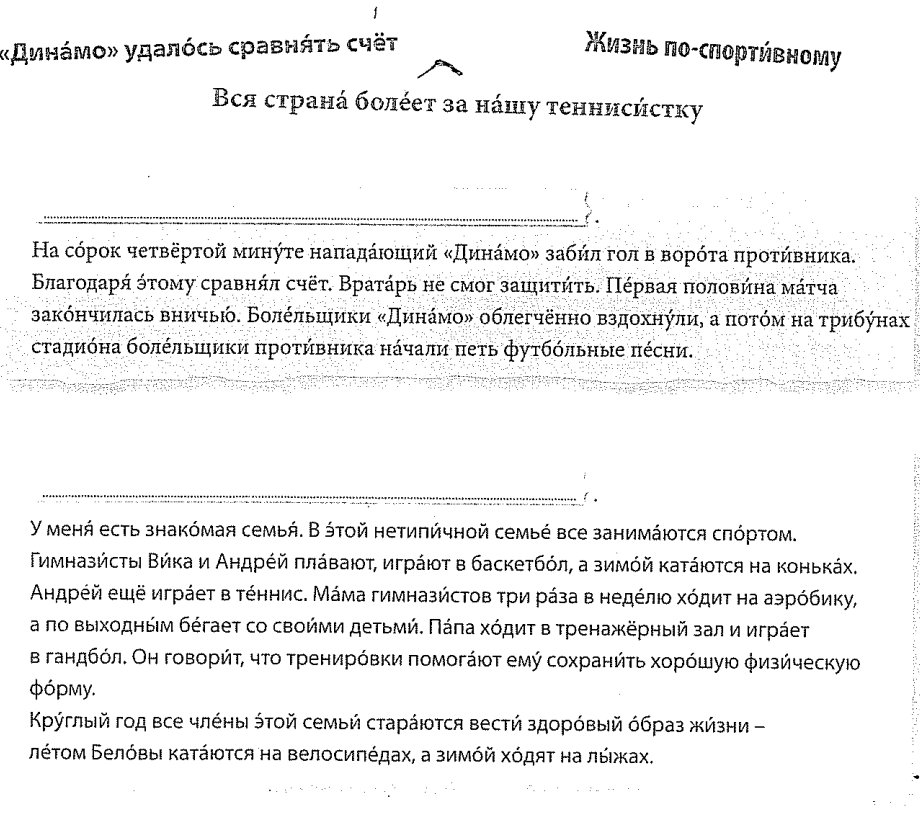 «Дина́мо» удало́сь сравня́ть счёт
Жизнь по-спорти́вному
Вся страна́ боле́ет за на́шу тенниси́стку
На со́рок четвёртой мину́те напада́ющий «Дина́мо» заби́л гол в воро́та проти́вника.
Благодаря́ э́тому сравня́л счёт. Врата́рь не смог защити́ть. Пе́рвая полови́на ма́тча
зако́нчилась вничью́. Боле́льщики «Дина́мо» облегчённо вздохну́ли, а пото́м на трибу́нах
стадио́на боле́льщики проти́вника на́чали петь футбо́льные пе́сни.
У меня́ есть знако́мая семья́. В э́той нетипи́чной семье́ все занима́ются спо́ртом.
Гимнази́сты Ви́ка и Андре́й пла́вают, игра́ют в баскетбо́л, а зимо́й ката́ются на конька́х.
Андре́й ещё игра́ет в те́ннис. Ма́ма гимнази́стов три ра́за в неде́лю хо́дит на аэро́бику,
а по выходны́м бе́гает со свои́ми детьми́. Па́па хо́дит в тренажёрный зал и игра́ет
в гандбо́л. Он говори́т, что трениро́вки помога́ют ему́ сохрани́ть хоро́шую физи́ческую
фо́рму.
Кру́глый год все чле́ны э́той семьи́ стара́ются вести́ здоро́вый о́браз жи́зни –
ле́том Бело́вы ката́ются на велосипе́дах, а зимо́й хо́дят на лы́жах.